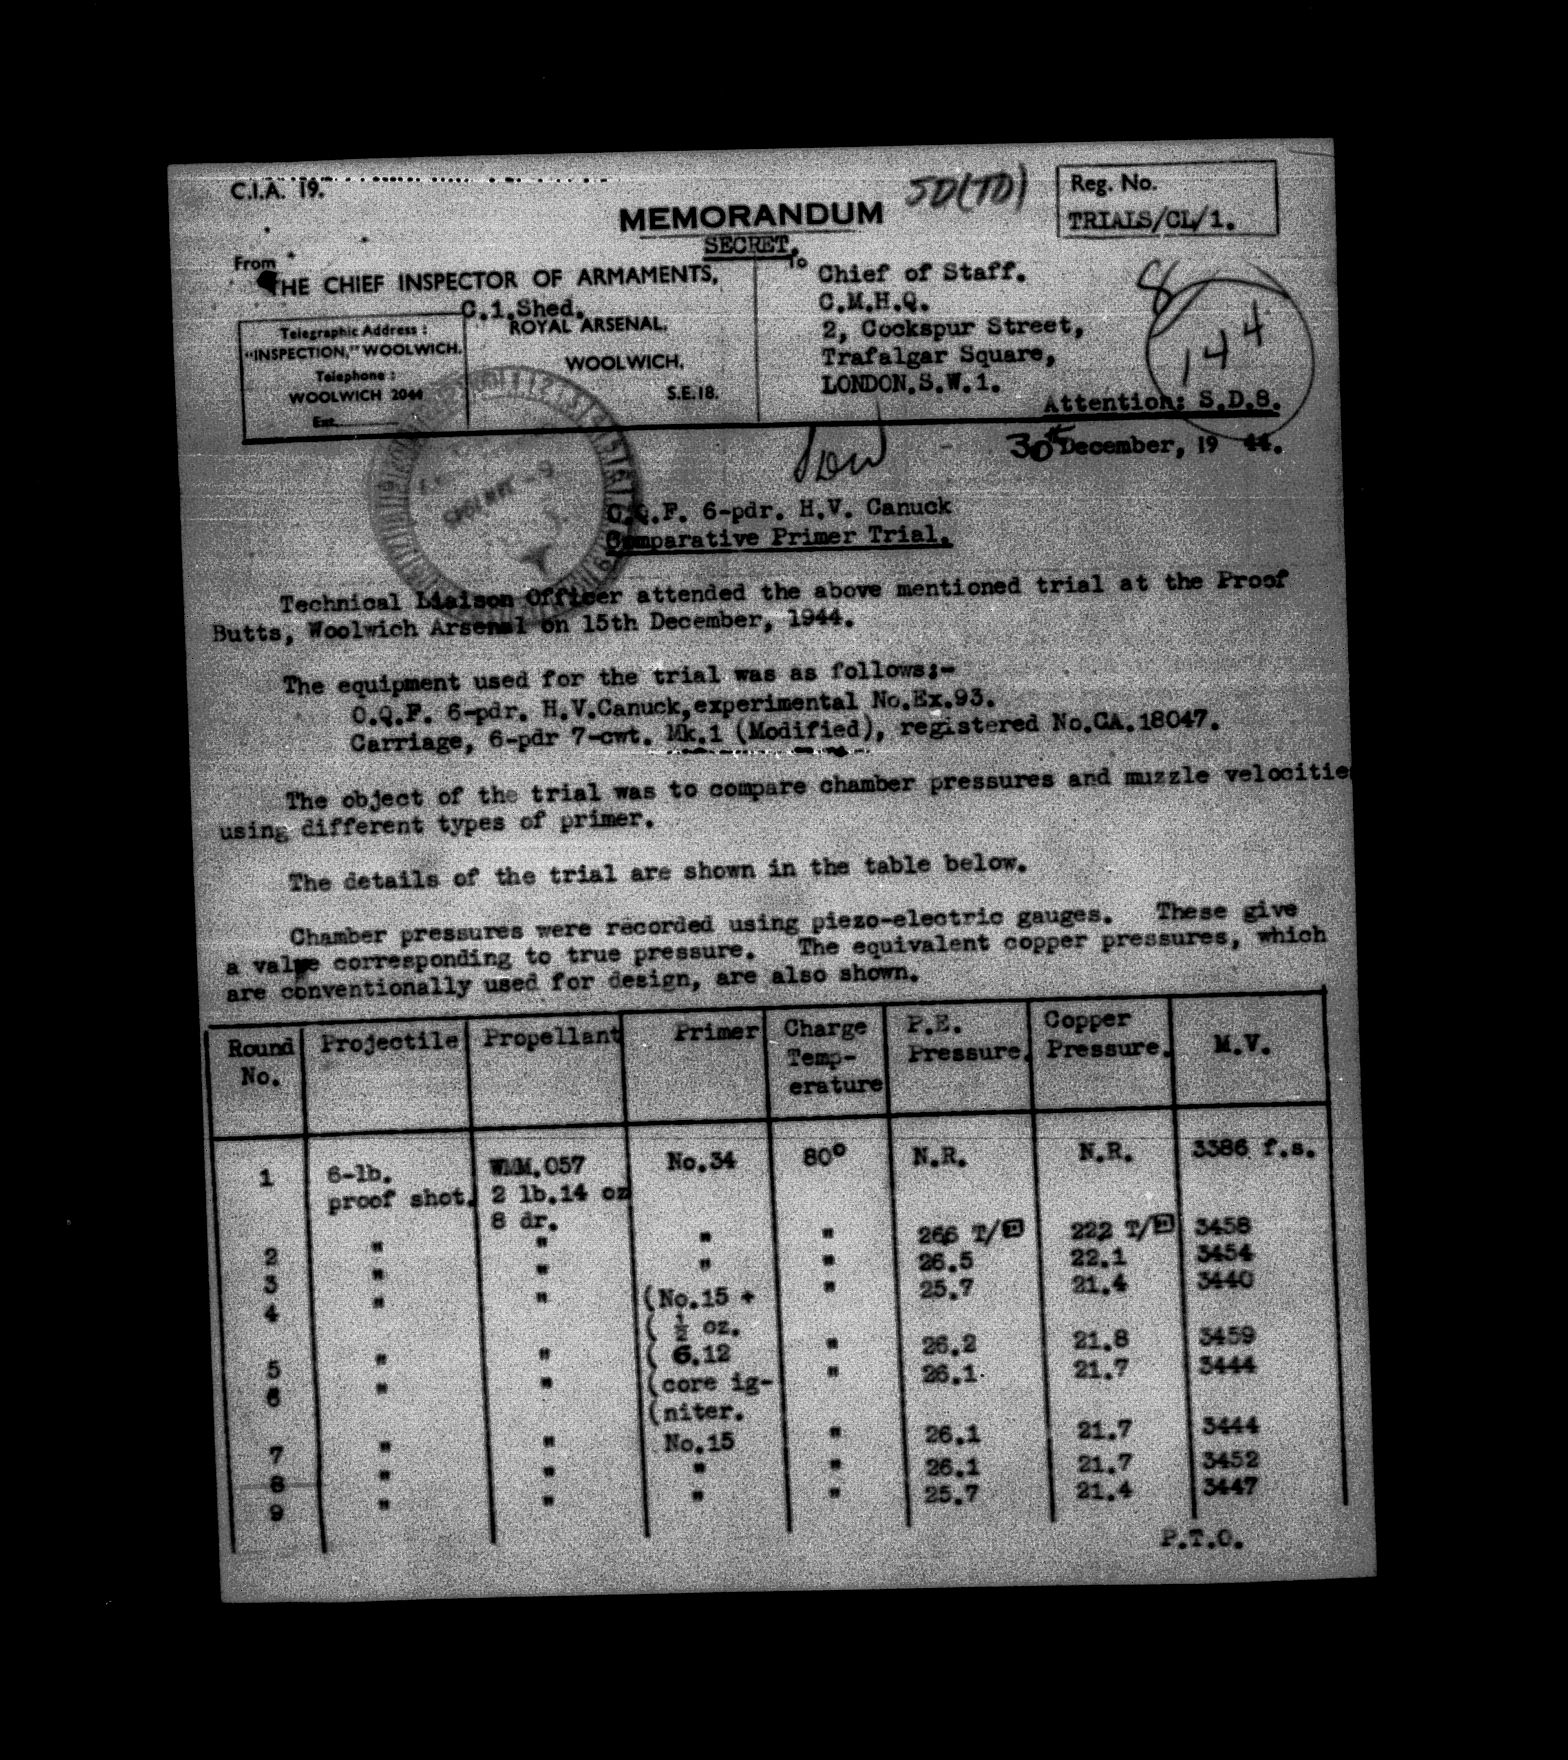 C.I.A. 19.
SD(TD)
Reg. No.
TRIALS/CL/1.
MEMORANDUM
SECRET.
From
THE CHIEF INSPECTOR OF ARMAMENTS,
C.1.Shed.
ROYAL ARSENAL.
WOOLWICH.
S.E.18.
Telegraphic Address :
"INSPECTION," WOOLWICH.
Telephone :
WOOLWICH 2044
Ext.
To
Chief of Staff.
C.M.H.Q.
2, Cockspur Street,
Trafalgar Square,
LONDON.S.W.1.
8
144
Attention: S.D.8.
30th December, 19 44.
O.Q.F. 6-pdr. H.V. Canuck
Comparative Primer Trial.
Technical Liaison Officer attended the above mentioned trial at the Proof
Butts, Woolwich Arsenal on 15th December, 1944.
The equipment used for the trial was as follows:-
O.Q.F. 6-pdr. H.V.Canuck,experimental No.Ex.93.
Carriage, 6-pdr 7-cwt. Mk.1 (Modified), registered No.CA.18047.
The object of the trial was to compare chamber pressures and muzzle velocitie
using different types of primer.
The details of the trial are shown in the table below.
Chamber pressures were recorded using piezo-electric gauges. These give
a value corresponding to true pressure. The equivalent copper pressures, which
are conventionally used for design, are also shown.
Round No. Projectile Propellant Primer Charge Temp-erature P.E. Pressure. Copper Pressure. M.V.
1 6-lb. WMM.057 No.34 80° N.R. N.R. 3386 f.s.
proof shot. 2 lb.14 oz
8 dr.
2 " " " " 266 T/□ 222 T/□ 3458
3 " " " " 26.5 22.1 3454
4 " " (No.15 + " 25.7 21.4 3440
( ½ oz.
5 " " ( G.12 " 26.2 21.8 3459
6 " " (core ig- " 26.1 21.7 3444
(niter.
7 " " No.15 " 26.1 21.7 3444
8 " " " " 26.1 21.7 3452
9 " " " " 25.7 21.4 3447
P.T.O.